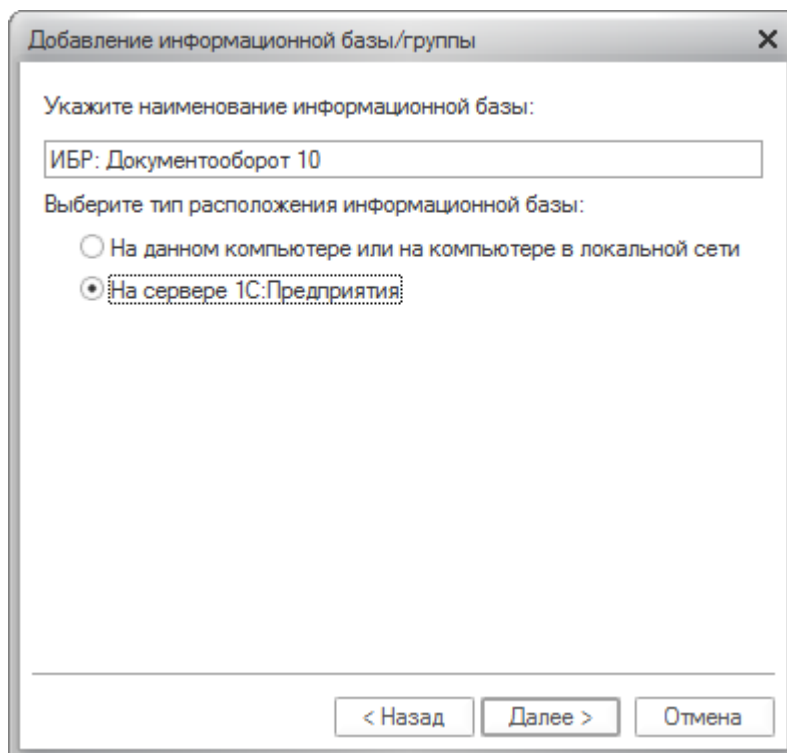 Добавление информационной базы/группы
Укажите наименование информационной базы:
ИБР: Документооборот 10
Выберите тип расположения информационной базы:
На данном компьютере или на компьютере в локальной сети
На сервере 1С:Предприятия
< Назад Далее > Отмена